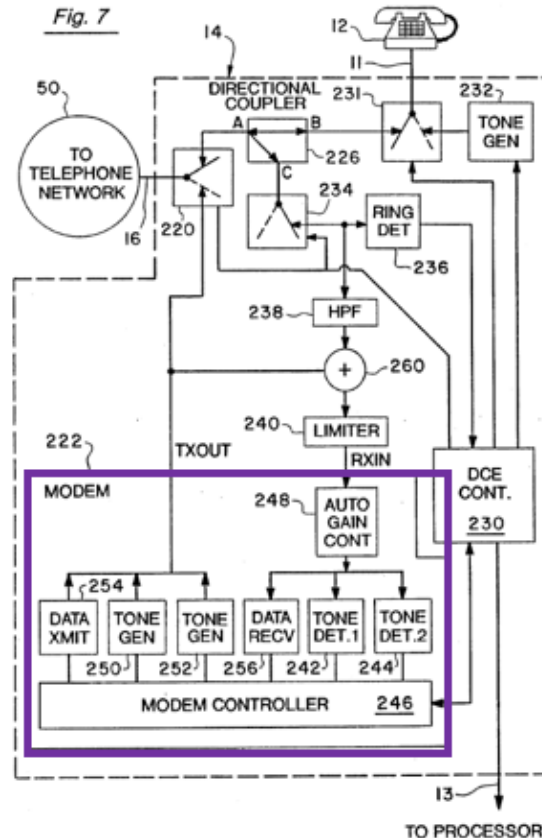 Fig. 7
12
11
14
50
DIRECTIONAL
COUPLER
231
232
A
B
C
226
TONE
GEN
TO
TELEPHONE
NETWORK
16
220
234
RING
DET
236
238
HPF
+
260
240
LIMITER
222
TXOUT
RXIN
MODEM
248
AUTO
GAIN
CONT
DCE
CONT.
230
254
DATA
XMIT
TONE
GEN
TONE
GEN
DATA
RECV
TONE
DET.1
TONE
DET.2
250
252
256
242
244
MODEM CONTROLLER
246
13
TO PROCESSOR